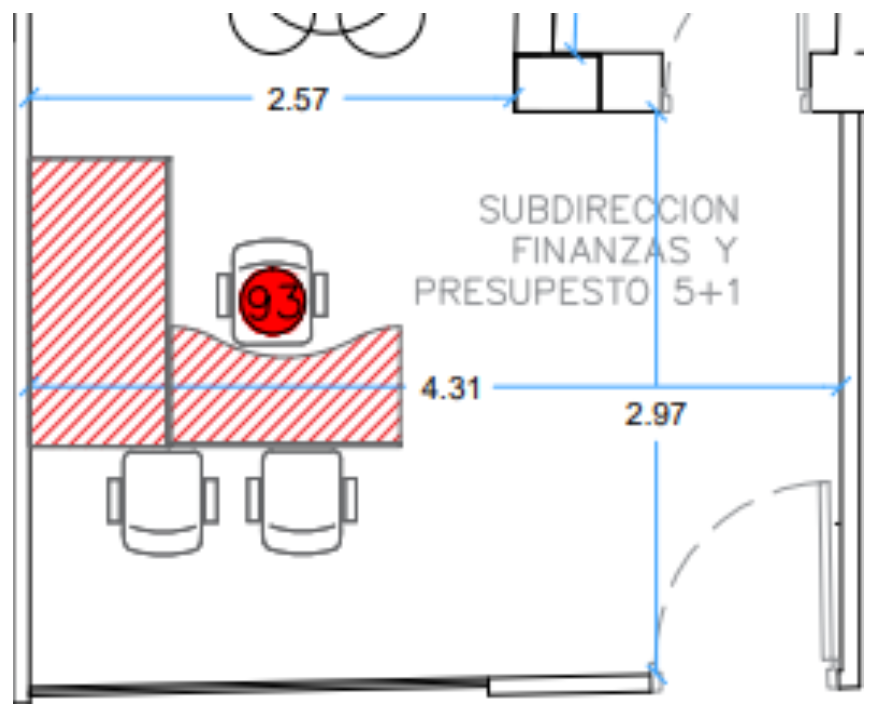 2.57
SUBDIRECCION
FINANZAS Y
PRESUPESTO 5+1
93
4.31
2.97